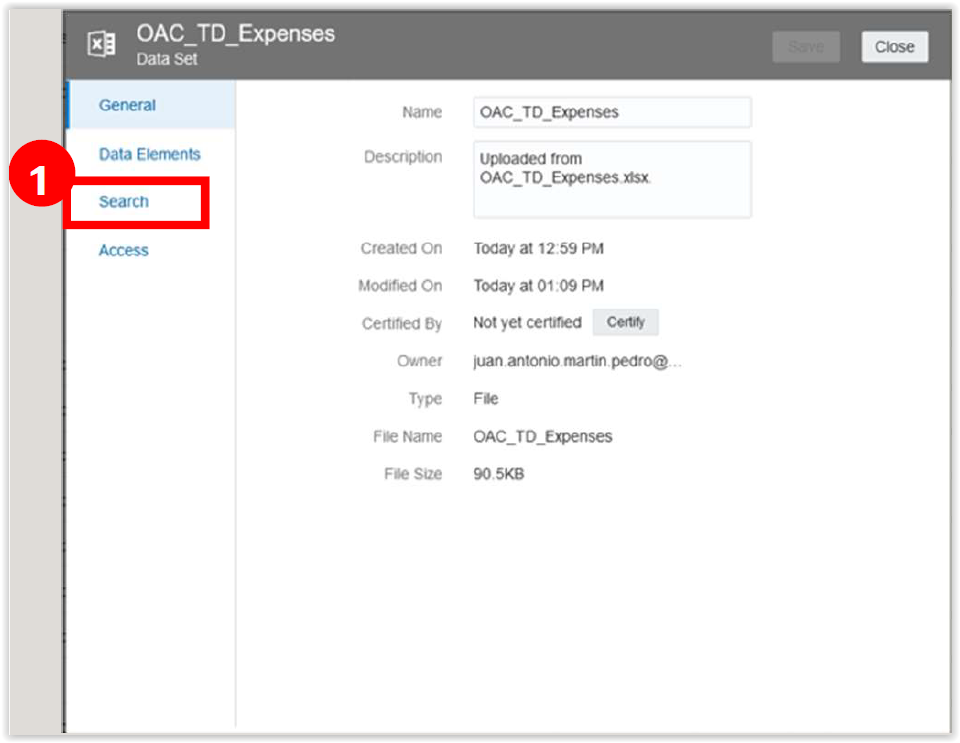 OAC_TD_Expenses
Data Set
Save
Close
General
Data Elements
1
Search
Access
Name OAC_TD_Expenses
Description Uploaded from
OAC_TD_Expenses.xlsx.
Created On Today at 12:59 PM
Modified On Today at 01:09 PM
Certified By Not yet certified Certify
Owner juan.antonio.martin.pedro@...
Type File
File Name OAC_TD_Expenses
File Size 90.5KB